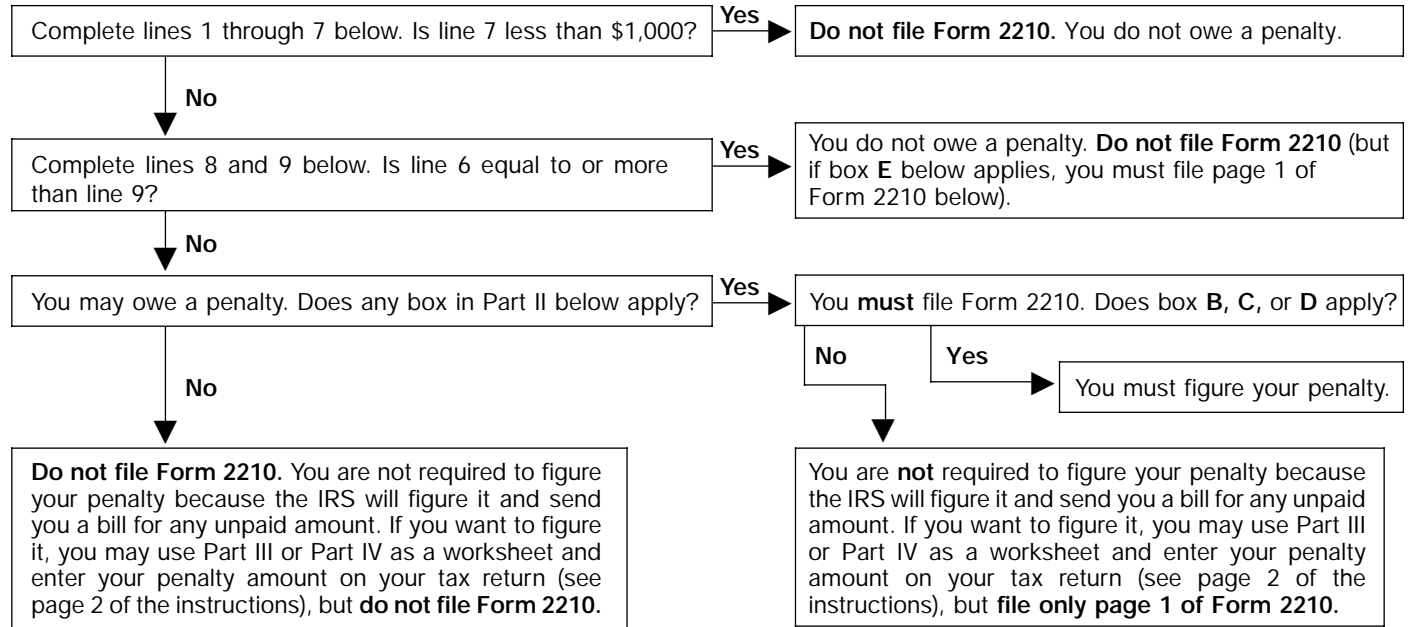 Complete lines 1 through 7 below. Is line 7 less than $1,000?
Yes
Do not file Form 2210. You do not owe a penalty.
No
Complete lines 8 and 9 below. Is line 6 equal to or more
than line 9?
Yes
You do not owe a penalty. Do not file Form 2210 (but
if box E below applies, you must file page 1 of
Form 2210 below).
No
You may owe a penalty. Does any box in Part II below apply?
Yes
You must file Form 2210. Does box B, C, or D apply?
No
Yes
You must figure your penalty.
No
Do not file Form 2210. You are not required to figure
your penalty because the IRS will figure it and send
you a bill for any unpaid amount. If you want to figure
it, you may use Part III or Part IV as a worksheet and
enter your penalty amount on your tax return (see
page 2 of the instructions), but do not file Form 2210.
You are not required to figure your penalty because
the IRS will figure it and send you a bill for any unpaid
amount. If you want to figure it, you may use Part III
or Part IV as a worksheet and enter your penalty
amount on your tax return (see page 2 of the
instructions), but file only page 1 of Form 2210.